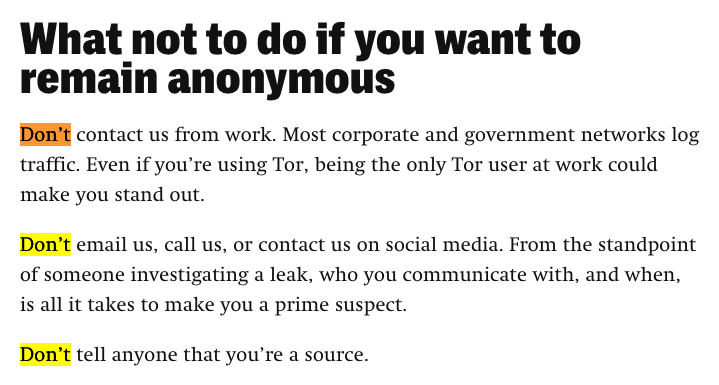 What not to do if you want to
remain anonymous
Don’t contact us from work. Most corporate and government networks log
traffic. Even if you’re using Tor, being the only Tor user at work could
make you stand out.
Don’t email us, call us, or contact us on social media. From the standpoint
of someone investigating a leak, who you communicate with, and when,
is all it takes to make you a prime suspect.
Don’t tell anyone that you’re a source.